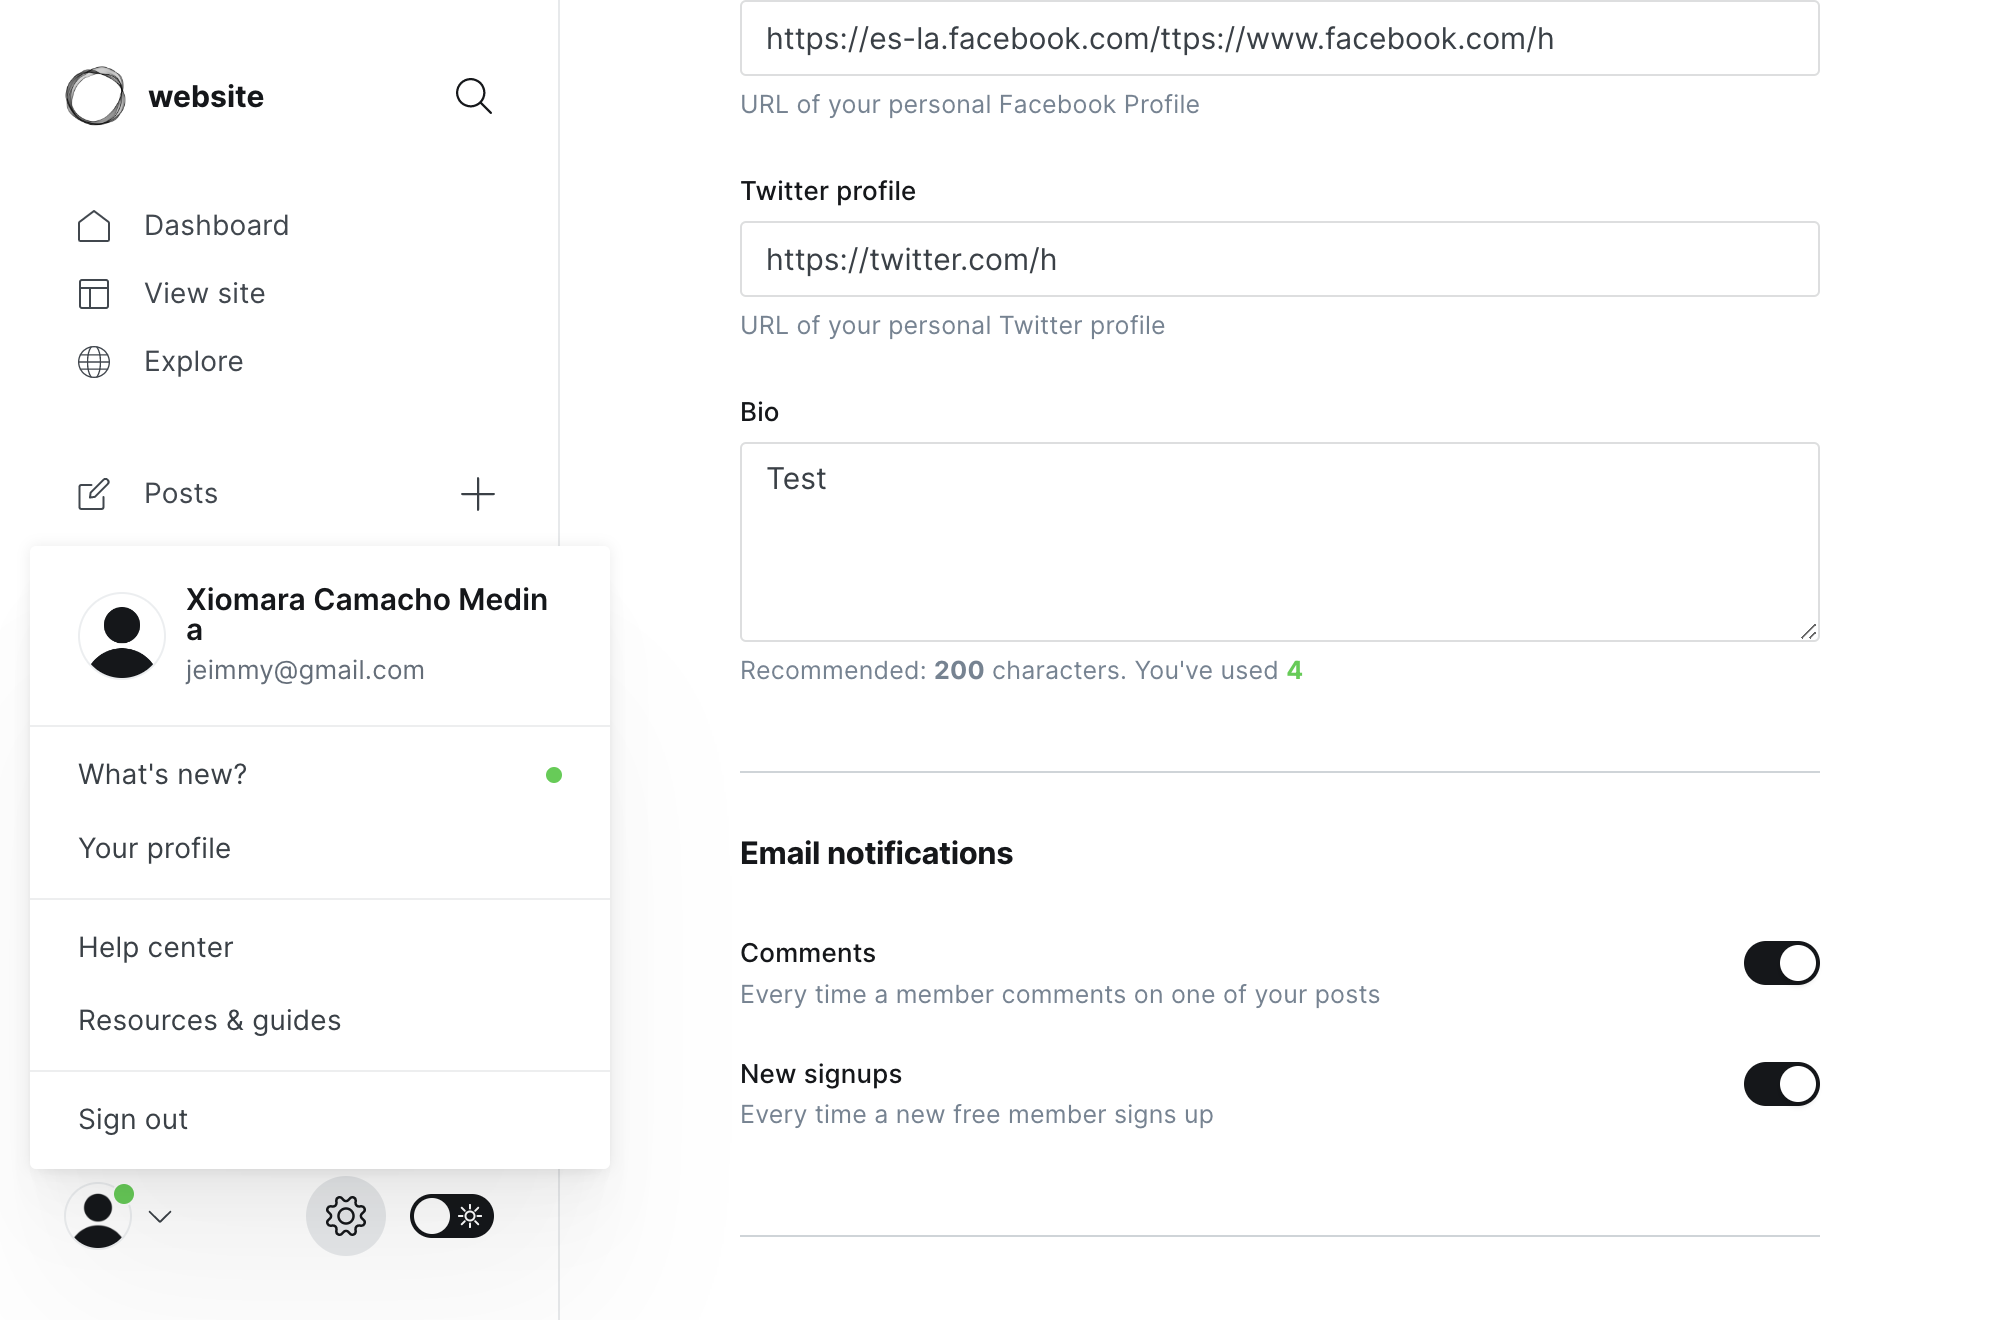 website
Dashboard
View site
Explore
Posts
Xiomara Camacho Medin
a
jeimmy@gmail.com
What's new?
Your profile
Help center
Resources & guides
Sign out
https://es-la.facebook.com/ttps://www.facebook.com/h
URL of your personal Facebook Profile
Twitter profile
https://twitter.com/h
URL of your personal Twitter profile
Bio
Test
Recommended: 200 characters. You've used 4
Email notifications
Comments
Every time a member comments on one of your posts
New signups
Every time a new free member signs up